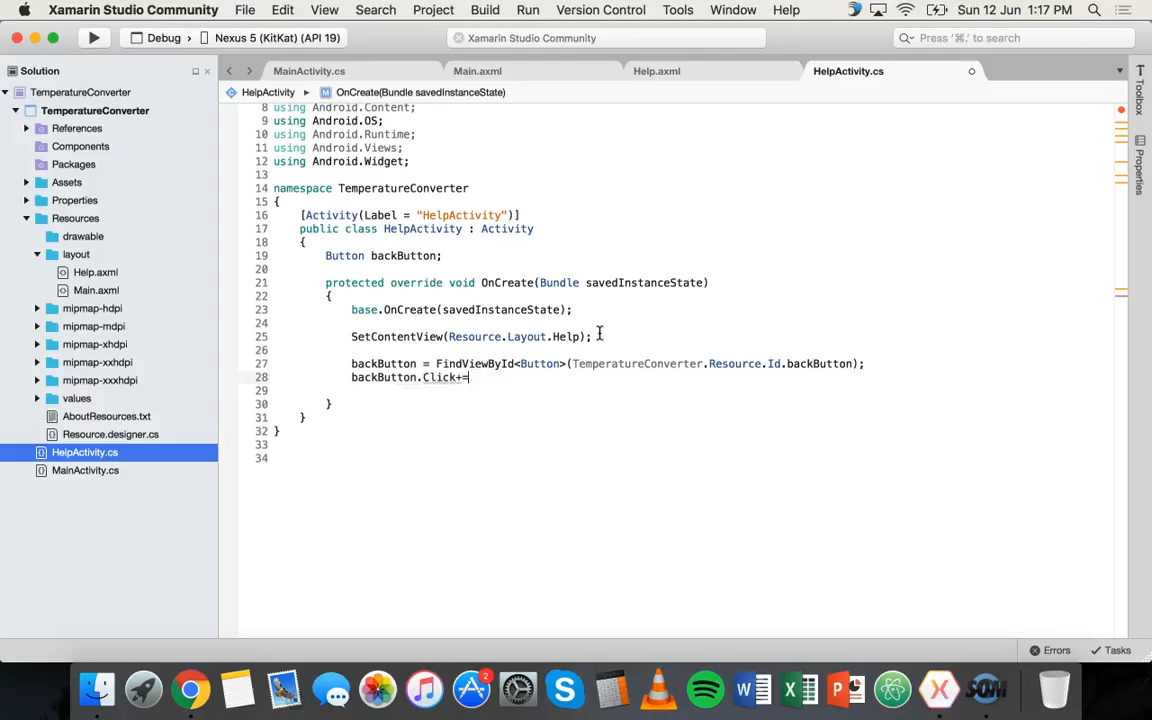 Xamarin Studio Community File Edit View Search Project Build Run Version Control Tools Window Help Sun 12 Jun 1:17 PM
Debug › Nexus 5 (KitKat) (API 19) Xamarin Studio Community Press '⌘.' to search
Solution
MainActivity.cs Main.axml Help.axml HelpActivity.cs
HelpActivity OnCreate(Bundle savedInstanceState)
TemperatureConverter
TemperatureConverter
References
Components
Packages
Assets
Properties
Resources
drawable
layout
Help.axml
Main.axml
mipmap-hdpi
mipmap-mdpi
mipmap-xhdpi
mipmap-xxhdpi
mipmap-xxxhdpi
values
AboutResources.txt
Resource.designer.cs
HelpActivity.cs
MainActivity.cs
8 using Android.Content;
9 using Android.OS;
10 using Android.Runtime;
11 using Android.Views;
12 using Android.Widget;
13
14 namespace TemperatureConverter
15 {
16 [Activity(Label = "HelpActivity")]
17 public class HelpActivity : Activity
18 {
19 Button backButton;
20
21 protected override void OnCreate(Bundle savedInstanceState)
22 {
23 base.OnCreate(savedInstanceState);
24
25 SetContentView(Resource.Layout.Help);
26
27 backButton = FindViewById<Button>(TemperatureConverter.Resource.Id.backButton);
28 backButton.Click+=
29
30 }
31 }
32 }
33
34
Toolbox
Properties
Errors Tasks
2
SOM